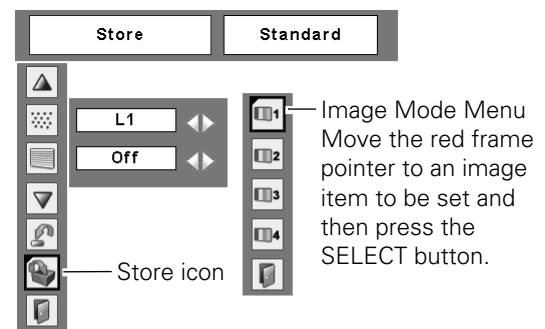 Store
Standard
L1
Off
1
2
3
4
Image Mode Menu
Move the red frame
pointer to an image
item to be set and
then press the
SELECT button.
Store icon